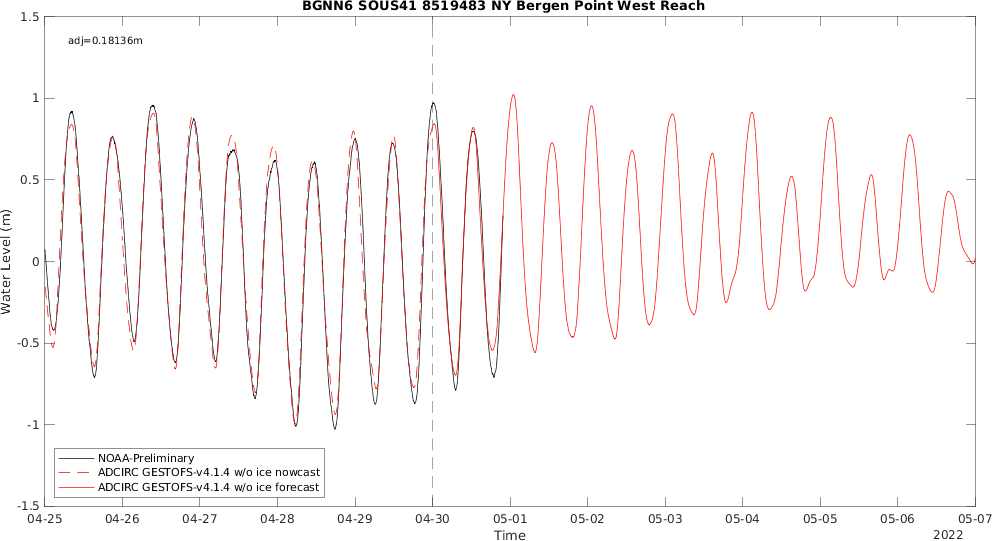 BGNN6 SOUS41 8519483 NY Bergen Point West Reach
1.5
adj=0.18136m
1
0.5
0
-0.5
-1
-1.5
Water Level (m)
NOAA-Preliminary
ADCIRC GESTOFS-v4.1.4 w/o ice nowcast
ADCIRC GESTOFS-v4.1.4 w/o ice forecast
04-25 04-26 04-27 04-28 04-29 04-30 05-01 05-02 05-03 05-04 05-05 05-06 05-07
Time
2022